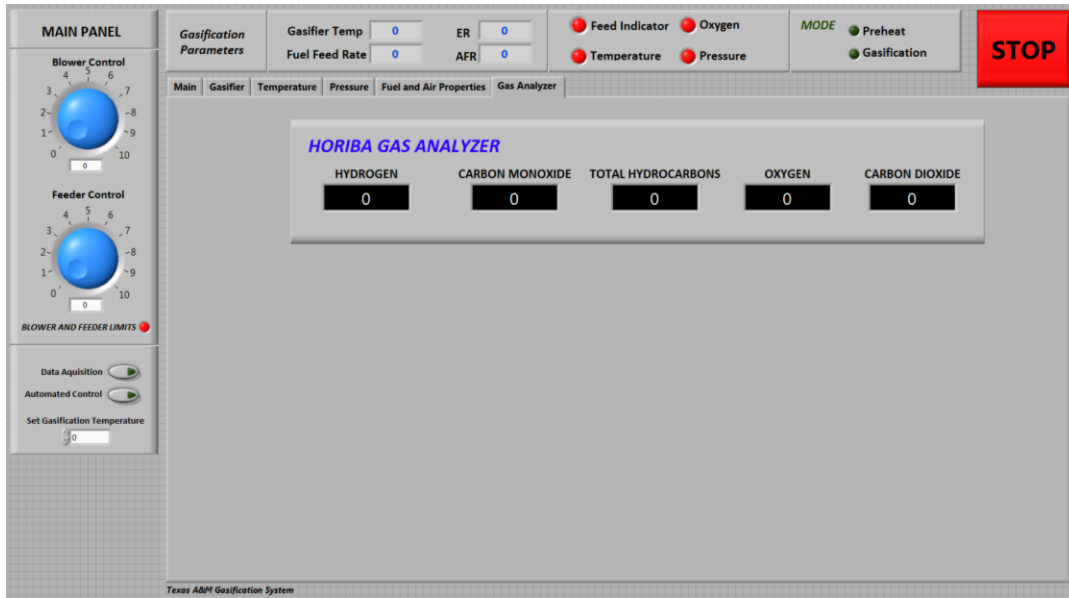 MAIN PANEL
Blower Control
0 1 2 3 4 5 6 7 8 9 10
0
Feeder Control
0 1 2 3 4 5 6 7 8 9 10
0
BLOWER AND FEEDER LIMITS
Data Aquisition
Automated Control
Set Gasification Temperature
0
Gasification
Parameters
Gasifier Temp 0 ER 0
Fuel Feed Rate 0 AFR 0
Feed Indicator Oxygen
Temperature Pressure
MODE Preheat
Gasification
STOP
Main Gasifier Temperature Pressure Fuel and Air Properties Gas Analyzer
HORIBA GAS ANALYZER
HYDROGEN CARBON MONOXIDE TOTAL HYDROCARBONS OXYGEN CARBON DIOXIDE
0 0 0 0 0
Texas A&M Gasification System